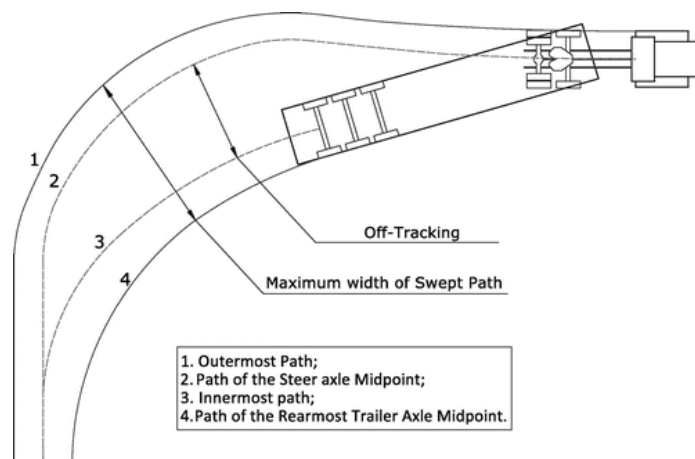 1
2
3
4
Off-Tracking
Maximum width of Swept Path
1. Outermost Path;
2. Path of the Steer axle Midpoint;
3. Innermost path;
4.Path of the Rearmost Trailer Axle Midpoint.